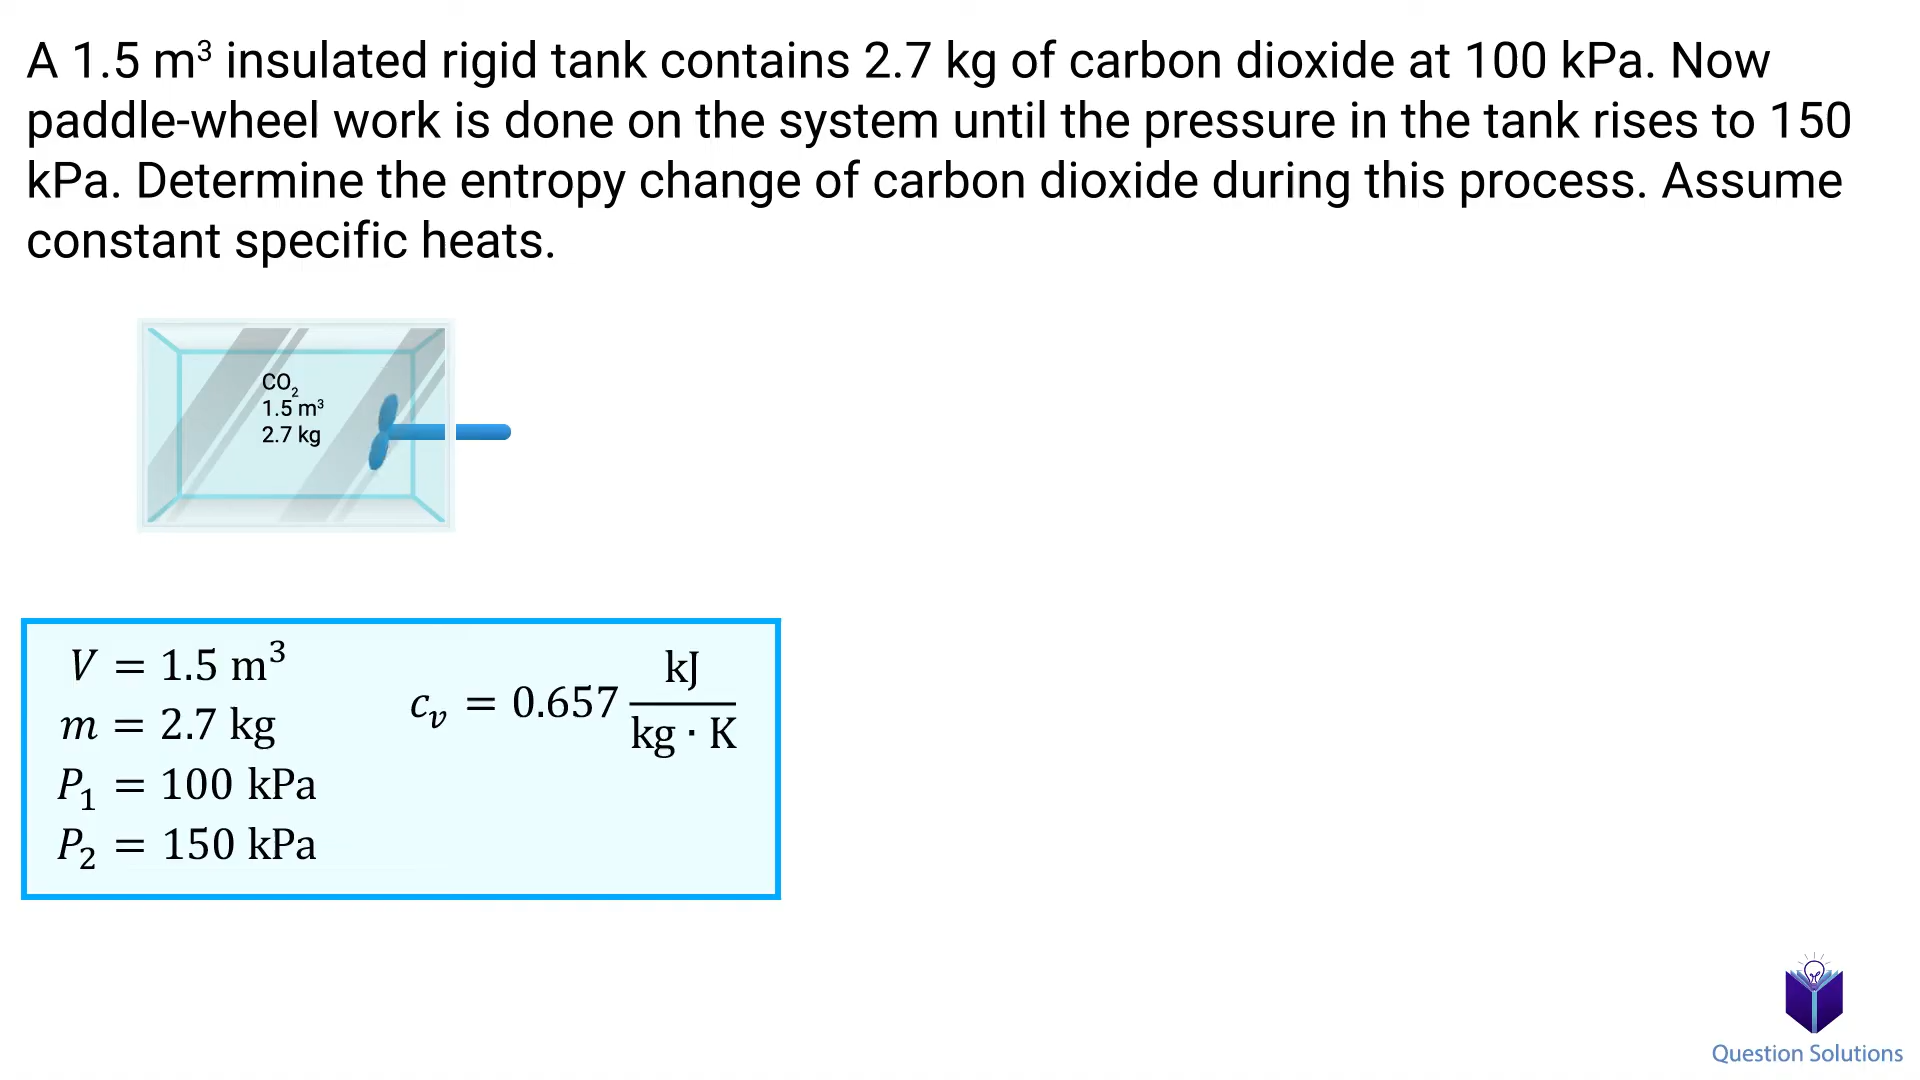 A 1.5 m³ insulated rigid tank contains 2.7 kg of carbon dioxide at 100 kPa. Now
paddle-wheel work is done on the system until the pressure in the tank rises to 150
kPa. Determine the entropy change of carbon dioxide during this process. Assume
constant specific heats.
CO₂
1.5 m³
2.7 kg
V = 1.5 m³
m = 2.7 kg
P₁ = 100 kPa
P₂ = 150 kPa
cᵥ = 0.657 kJ / kg · K
Question Solutions